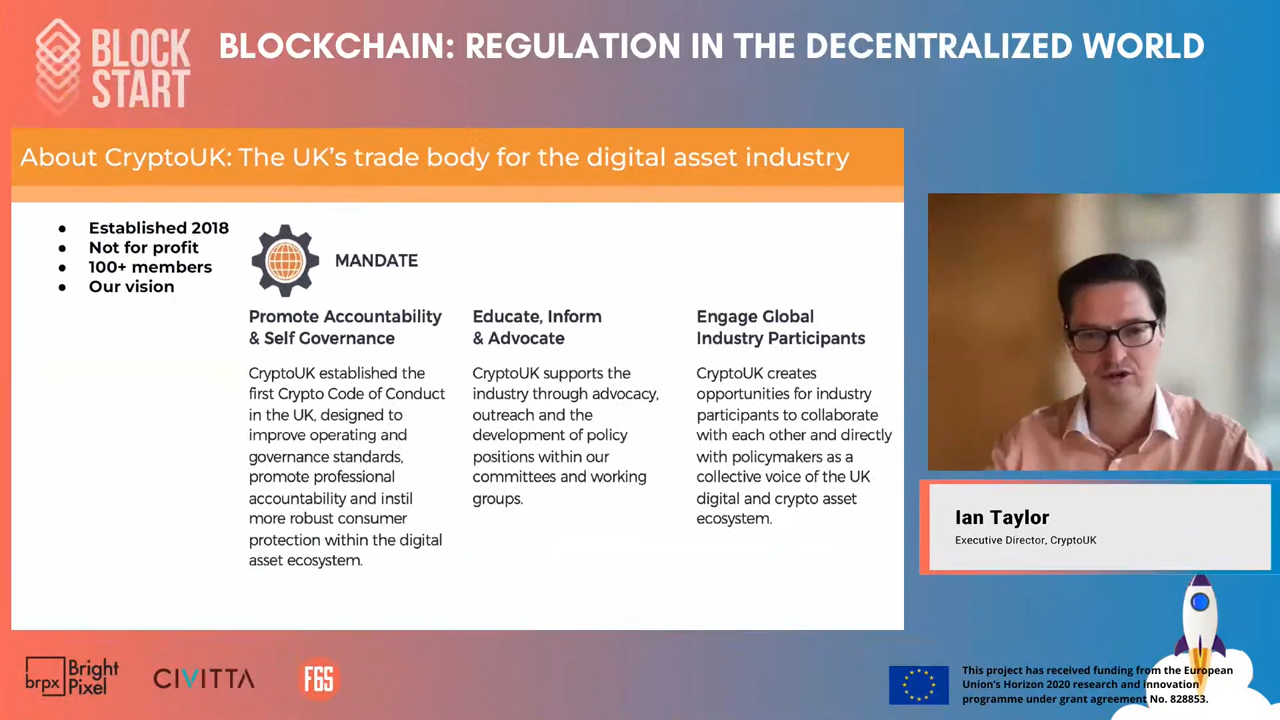 BLOCK
START
BLOCKCHAIN: REGULATION IN THE DECENTRALIZED WORLD
About CryptoUK: The UK's trade body for the digital asset industry
● Established 2018
● Not for profit
● 100+ members
● Our vision
MANDATE
Promote Accountability
& Self Governance
CryptoUK established the
first Crypto Code of Conduct
in the UK, designed to
improve operating and
governance standards,
promote professional
accountability and instil
more robust consumer
protection within the digital
asset ecosystem.
Educate, Inform
& Advocate
CryptoUK supports the
industry through advocacy,
outreach and the
development of policy
positions within our
committees and working
groups.
Engage Global
Industry Participants
CryptoUK creates
opportunities for industry
participants to collaborate
with each other and directly
with policymakers as a
collective voice of the UK
digital and crypto asset
ecosystem.
Ian Taylor
Executive Director, CryptoUK
brpx
Bright
Pixel
CIVITTA
F6S
This project has received funding from the European
Union's Horizon 2020 research and innovation
programme under grant agreement No. 828853.